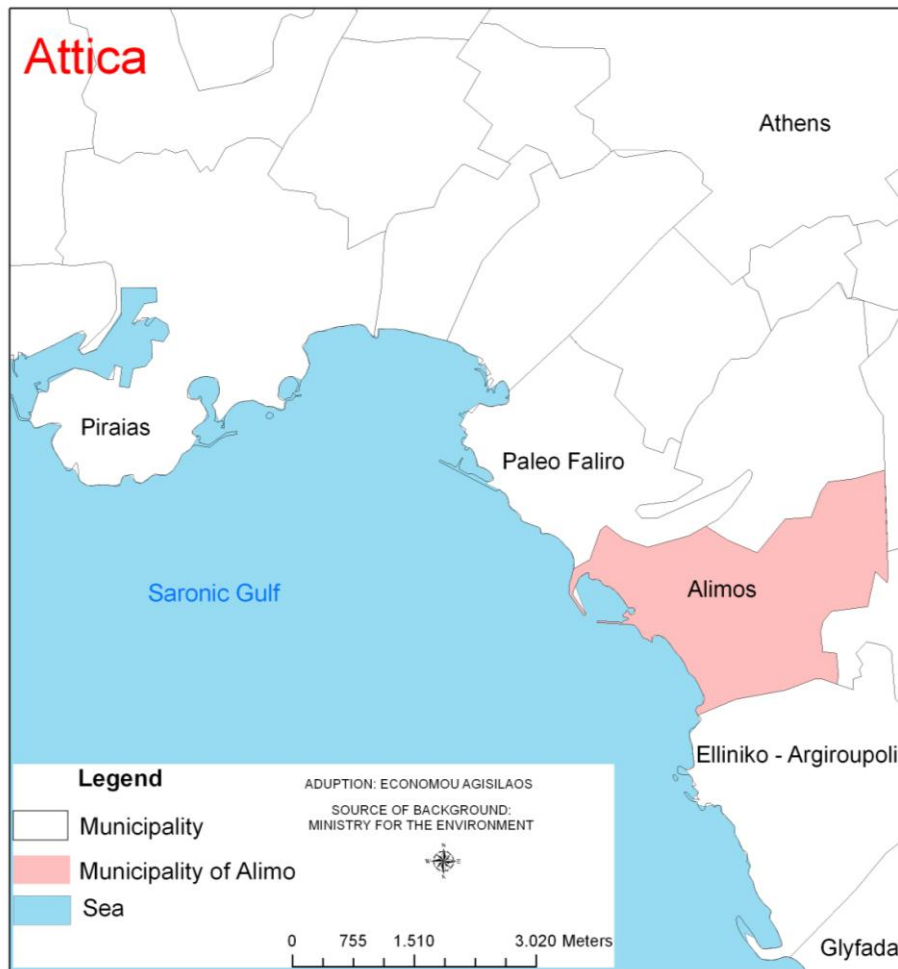 Attica
Athens
Piraias
Paleo Faliro
Saronic Gulf
Alimos
Elliniko - Argiroupoli
Legend
Municipality
Municipality of Alimo
Sea
ADUPTION: ECONOMOU AGISILAOS
SOURCE OF BACKGROUND:
MINISTRY FOR THE ENVIRONMENT
N
W E
S
0 755 1.510 3.020 Meters
Glyfada